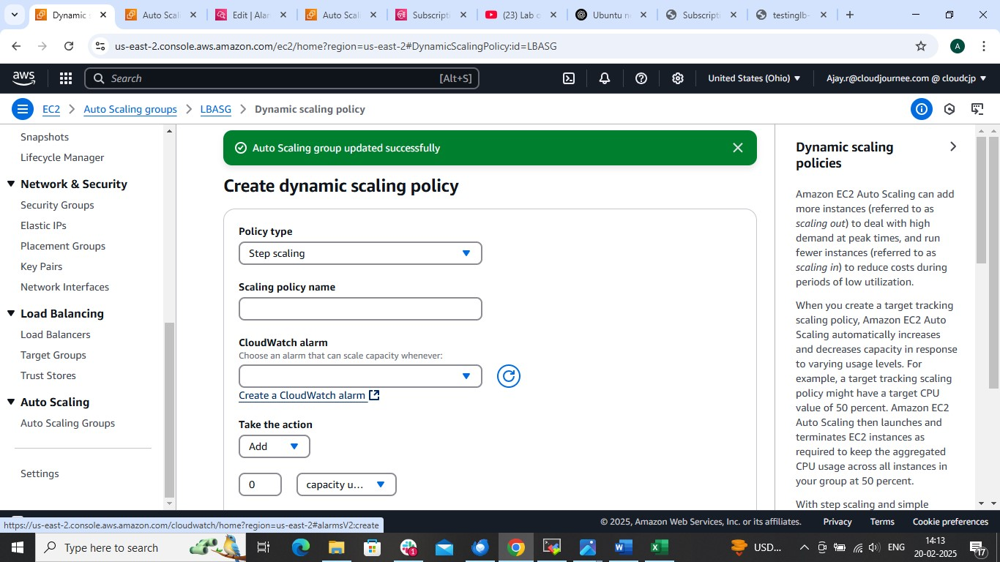 Dynamic s
Auto Scali
Edit | Alar
Auto Scali
Subscripti
(23) Lab o
Ubuntu n
Subscripti
testinglb-
us-east-2.console.aws.amazon.com/ec2/home?region=us-east-2#DynamicScalingPolicy:id=LBASG
A
aws
Search
[Alt+S]
United States (Ohio)
Ajay.r@cloudjournee.com @ cloudcjp
EC2 > Auto Scaling groups > LBASG > Dynamic scaling policy
Snapshots
Lifecycle Manager
Network & Security
Security Groups
Elastic IPs
Placement Groups
Key Pairs
Network Interfaces
Load Balancing
Load Balancers
Target Groups
Trust Stores
Auto Scaling
Auto Scaling Groups
Settings
Auto Scaling group updated successfully
Create dynamic scaling policy
Policy type
Step scaling
Scaling policy name
CloudWatch alarm
Choose an alarm that can scale capacity whenever:
Create a CloudWatch alarm
Take the action
Add
0
capacity u...
Dynamic scaling
policies
Amazon EC2 Auto Scaling can add
more instances (referred to as
scaling out) to deal with high
demand at peak times, and run
fewer instances (referred to as
scaling in) to reduce costs during
periods of low utilization.
When you create a target tracking
scaling policy, Amazon EC2 Auto
Scaling automatically increases
and decreases capacity in response
to varying usage levels. For
example, a target tracking scaling
policy might have a target CPU
value of 50 percent. Amazon EC2
Auto Scaling then launches and
terminates EC2 instances as
required to keep the aggregated
CPU usage across all instances in
your group at 50 percent.
With step scaling and simple
https://us-east-2.console.aws.amazon.com/cloudwatch/home?region=us-east-2#alarmsV2:create
© 2025, Amazon Web Services, Inc. or its affiliates.
Privacy
Terms
Cookie preferences
Type here to search
1
USD...
ENG
14:13
20-02-2025
17